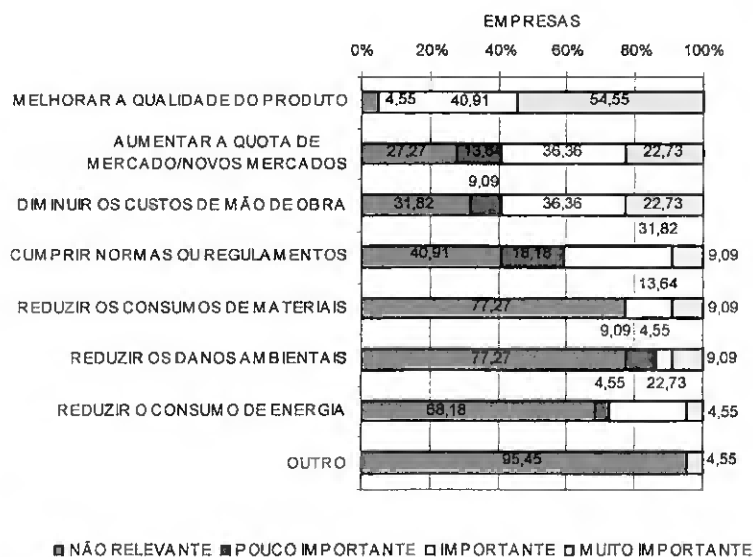 EMPRESAS
0% 20% 40% 60% 80% 100%
MELHORAR A QUALIDADE DO PRODUTO 4,55 40,91 54,55
AUMENTAR A QUOTA DE
MERCADO/NOVOS MERCADOS 27,27 13,64 36,36 22,73
9,09
DIMINUIR OS CUSTOS DE MÃO DE OBRA 31,82 36,36 22,73
31,82
CUMPRIR NORMAS OU REGULAMENTOS 40,91 18,18 9,09
13,64
REDUZIR OS CONSUMOS DE MATERIAIS 77,27 9,09
9,09 4,55
REDUZIR OS DANOS AMBIENTAIS 77,27 9,09
4,55 22,73
REDUZIR O CONSUMO DE ENERGIA 68,18 4,55
OUTRO 95,45 4,55
NÃO RELEVANTE POUCO IMPORTANTE IMPORTANTE MUITO IMPORTANTE